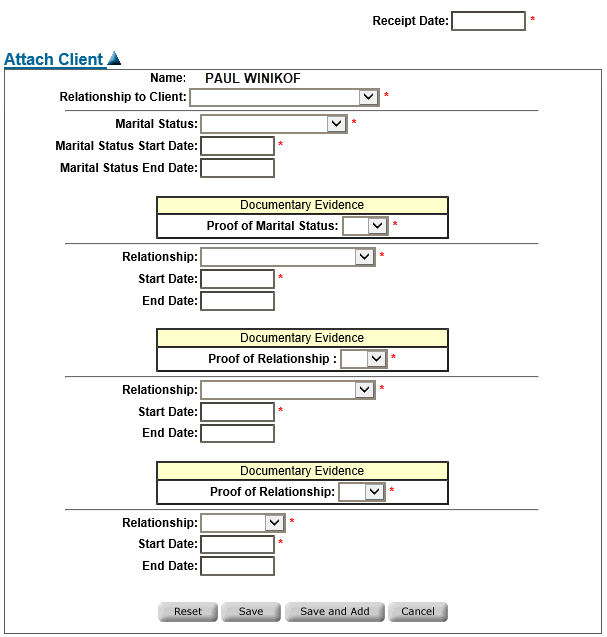 Receipt Date: *
Attach Client
Name: PAUL WINIKOF
Relationship to Client: *
Marital Status: *
Marital Status Start Date: *
Marital Status End Date:
Documentary Evidence
Proof of Marital Status: *
Relationship: *
Start Date: *
End Date:
Documentary Evidence
Proof of Relationship : *
Relationship: *
Start Date: *
End Date:
Documentary Evidence
Proof of Relationship: *
Relationship: *
Start Date: *
End Date:
Reset Save Save and Add Cancel